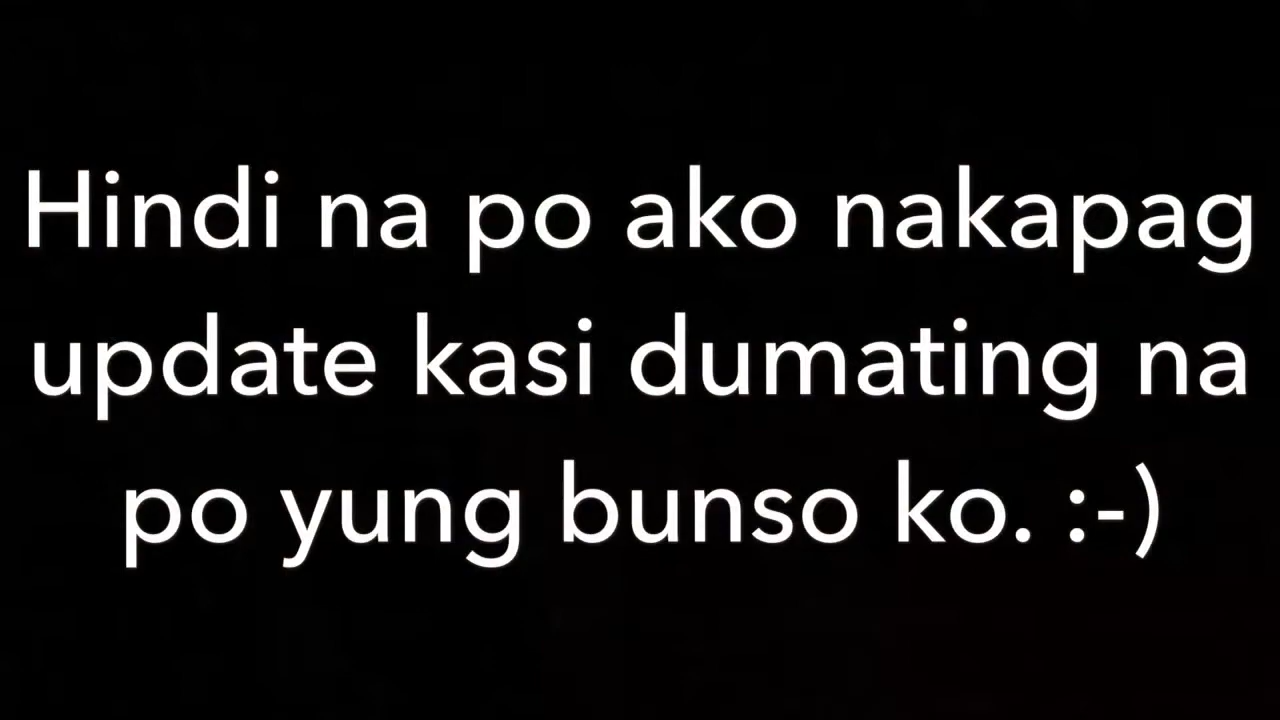 Hindi na po ako nakapag
update kasi dumating na
po yung bunso ko. :-)